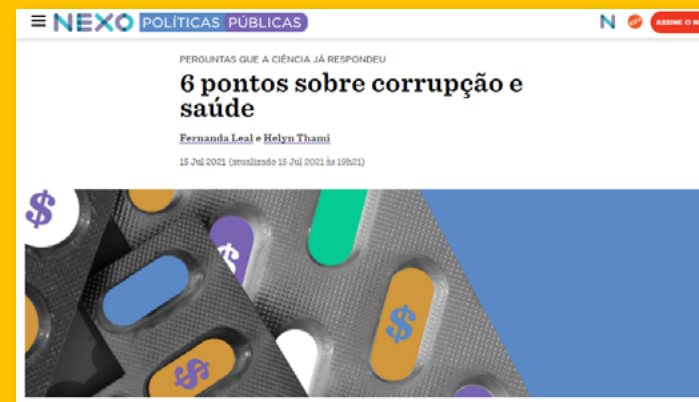 NEXO POLÍTICAS PÚBLICAS
N
ASSINE O N
PERGUNTAS QUE A CIÊNCIA JÁ RESPONDEU
6 pontos sobre corrupção e
saúde
Fernanda Leal e Helyn Thami
15 Jul 2021 (atualizado 15 Jul 2021 às 19h21)
$
$
$
$